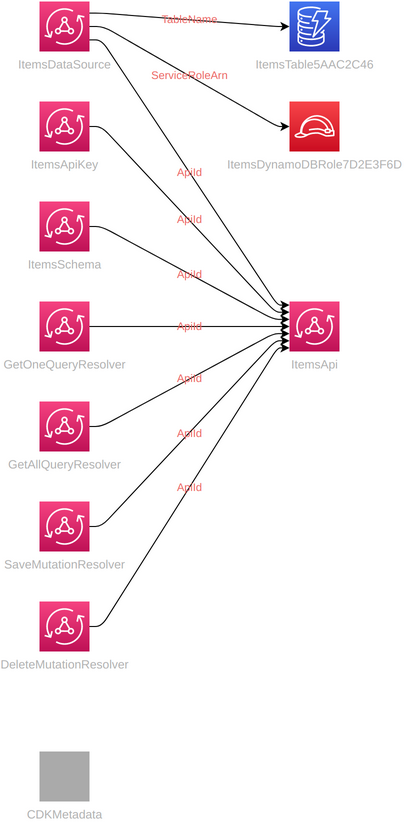 TableName
ItemsDataSource
ItemsTable5AAC2C46
ServiceRoleArn
ItemsApiKey
ItemsDynamoDBRole7D2E3F6D
ApiId
ApiId
ItemsSchema
ApiId
ApiId
GetOneQueryResolver
ItemsApi
ApiId
GetAllQueryResolver
ApiId
ApiId
SaveMutationResolver
DeleteMutationResolver
CDKMetadata